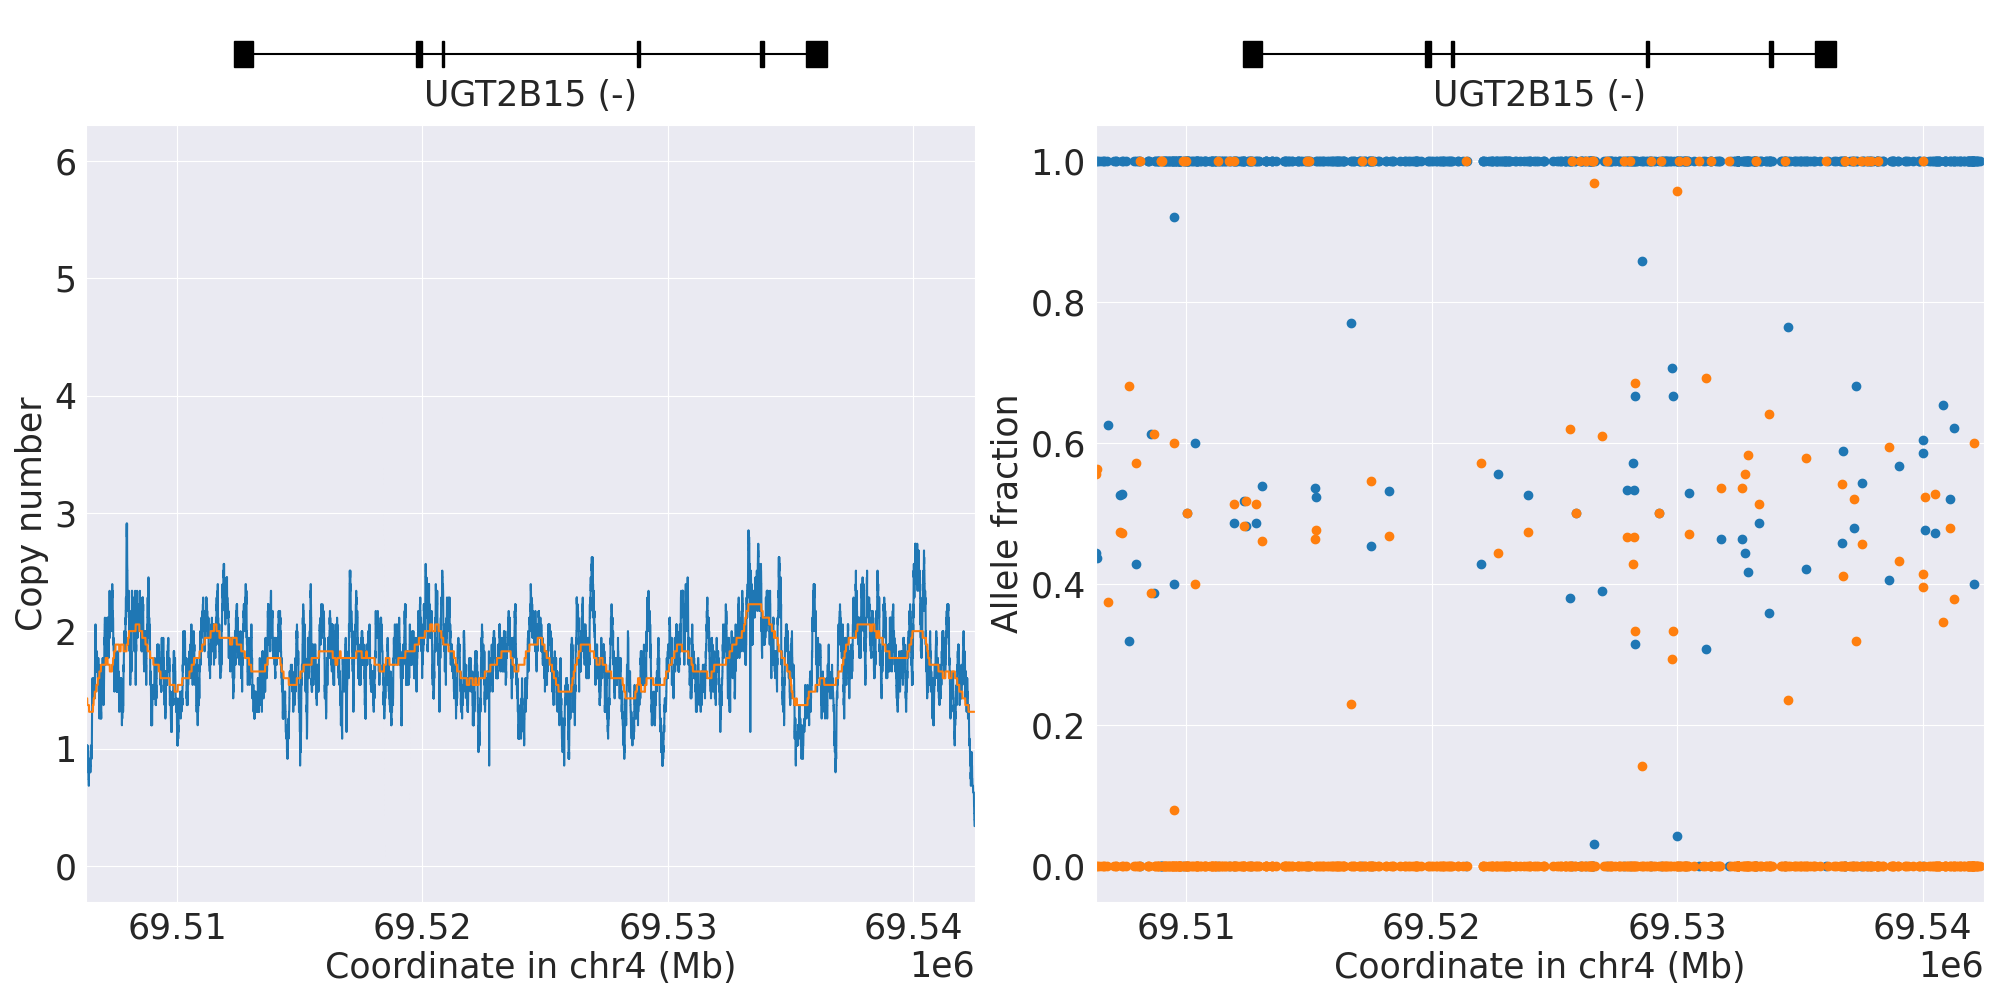 UGT2B15 (-)
6
5
4
3
2
1
0
Copy number
69.51 69.52 69.53 69.54
Coordinate in chr4 (Mb)
1e6
UGT2B15 (-)
1.0
0.8
0.6
0.4
0.2
0.0
Allele fraction
69.51 69.52 69.53 69.54
Coordinate in chr4 (Mb)
1e6